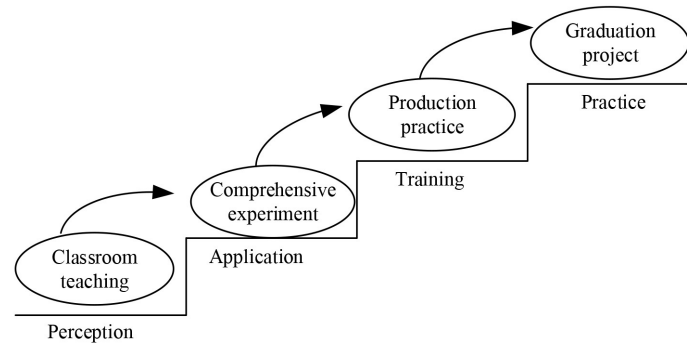 Graduation
project
Practice
Production
practice
Training
Comprehensive
experiment
Application
Classroom
teaching
Perception